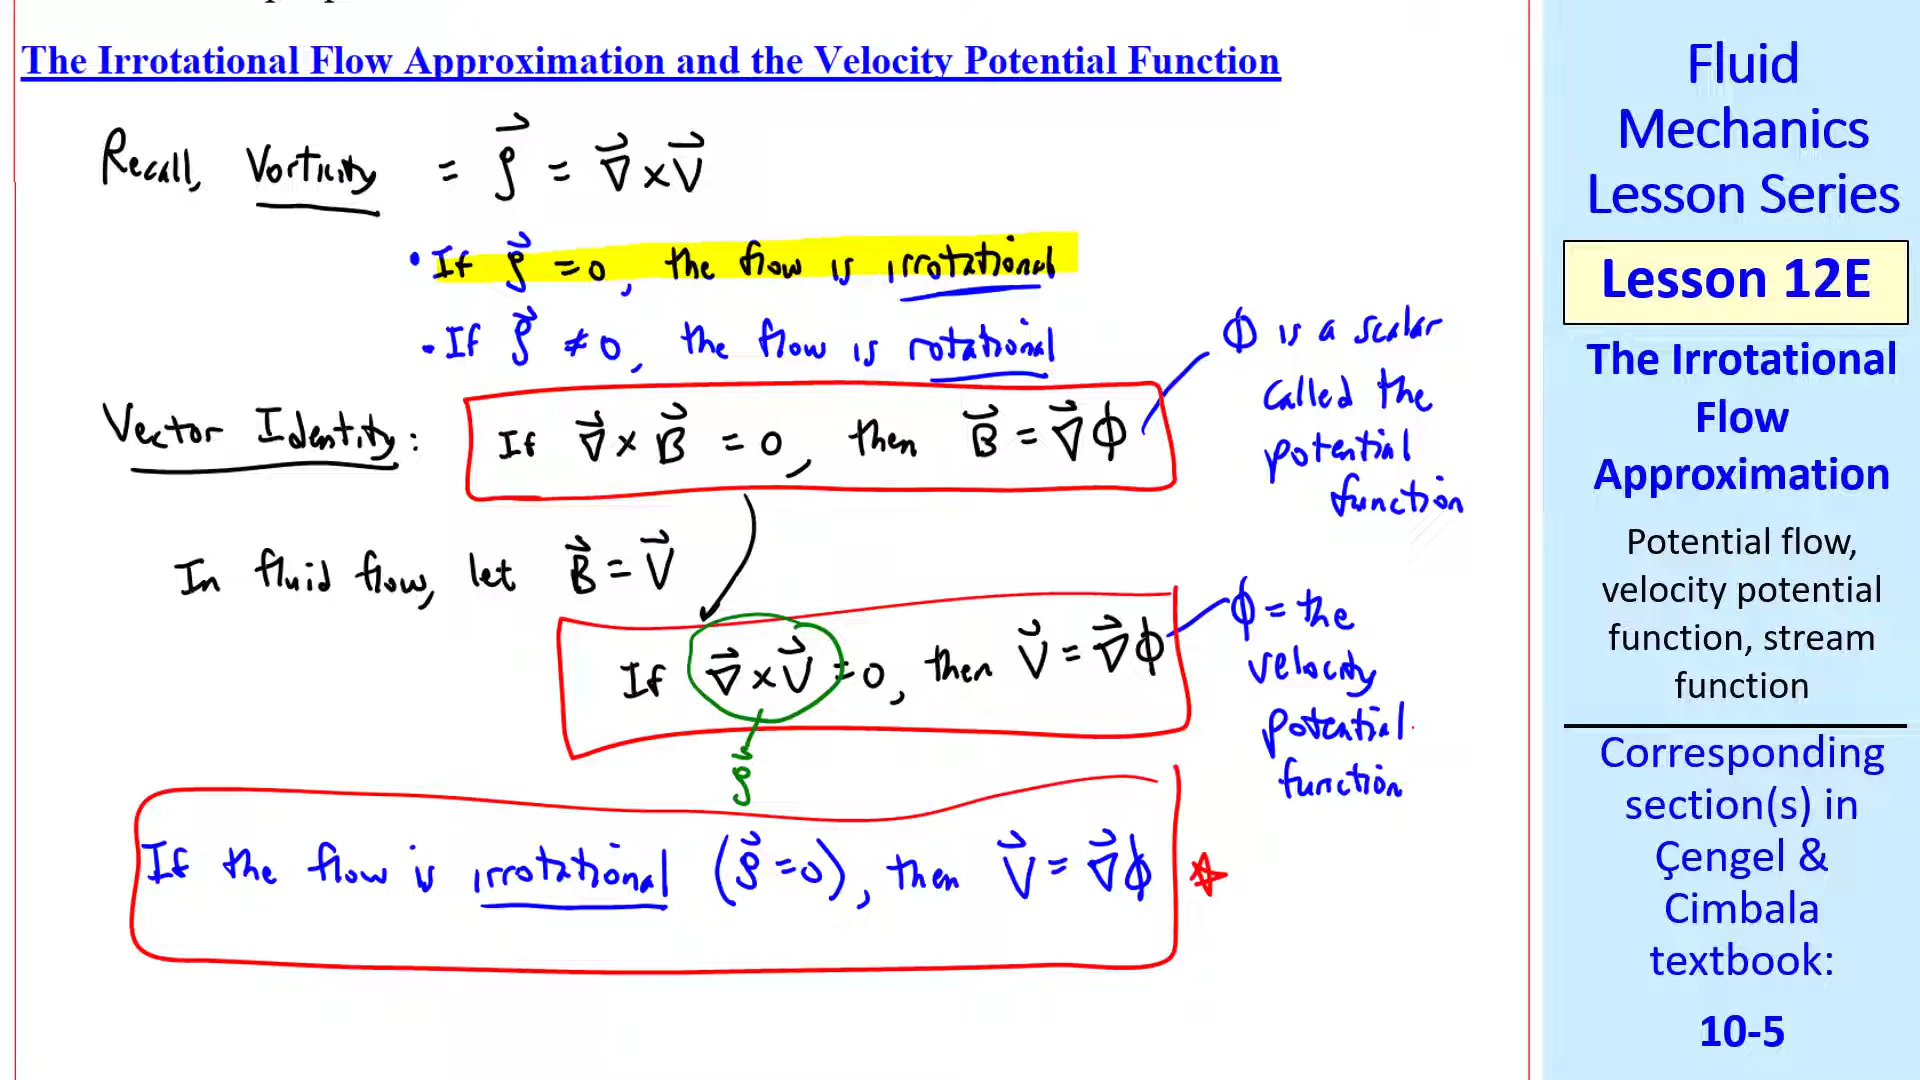 The Irrotational Flow Approximation and the Velocity Potential Function
Recall, Vorticity = ζ⃗ = ∇⃗ × V⃗
• If ζ⃗ = 0, the flow is irrotational
• If ζ⃗ ≠ 0, the flow is rotational
ϕ is a scalar
called the
potential
function
Vector Identity: If ∇⃗ × B⃗ = 0, then B⃗ = ∇⃗ϕ
In fluid flow, let B⃗ = V⃗
If ∇⃗ × V⃗ = 0, then V⃗ = ∇⃗ϕ
ζ⃗
ϕ = the
velocity
potential
function
If the flow is irrotational (ζ⃗ = 0), then V⃗ = ∇⃗ϕ
Fluid
Mechanics
Lesson Series
Lesson 12E
The Irrotational
Flow
Approximation
Potential flow,
velocity potential
function, stream
function
Corresponding
section(s) in
Çengel &
Cimbala
textbook:
10-5